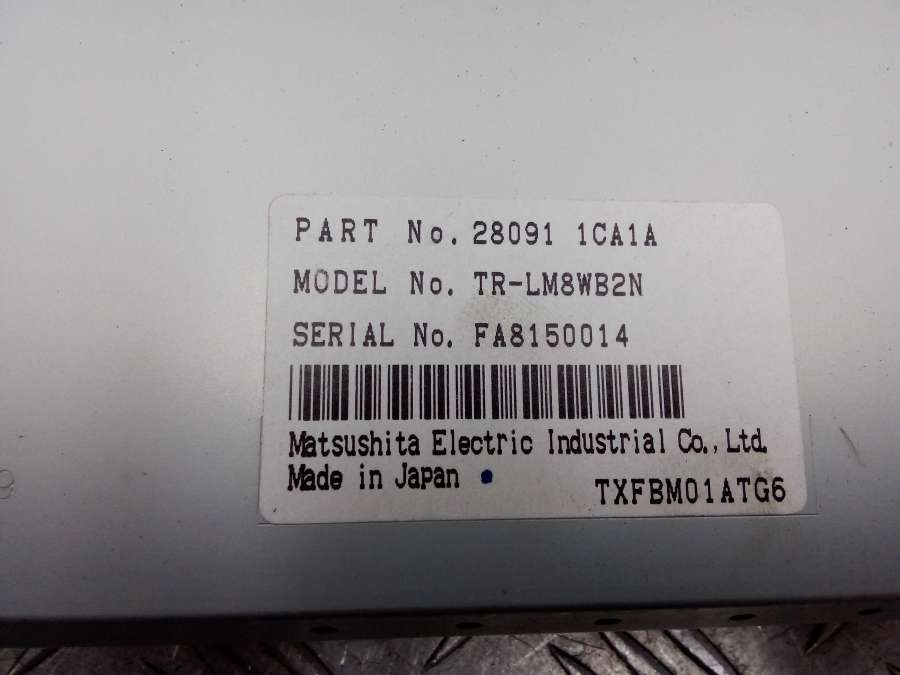 PART No. 28091 1CA1A
MODEL No. TR-LM8WB2N
SERIAL No. FA8150014
Matsushita Electric Industrial Co., Ltd.
Made in Japan
TXFBM01ATG6